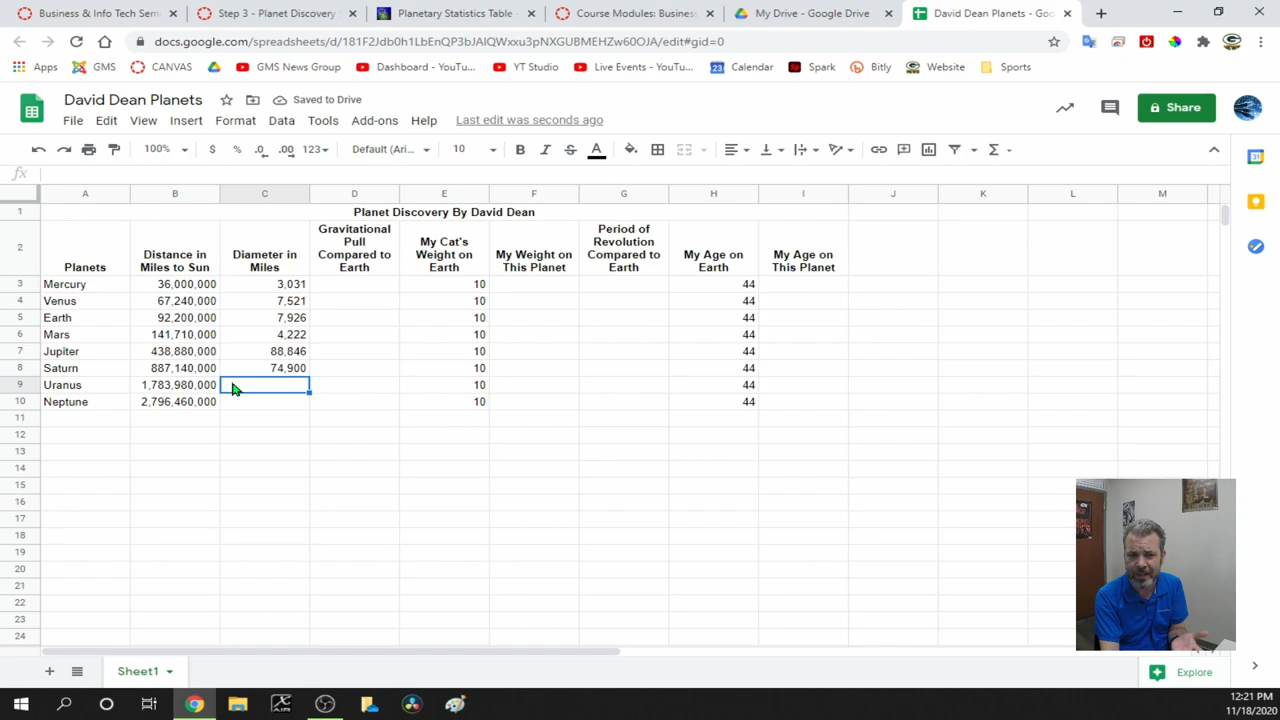 Business & Info Tech Sem
Step 3 - Planet Discovery
Planetary Statistics Table -
Course Modules: Business
My Drive - Google Drive
David Dean Planets - Goo
docs.google.com/spreadsheets/d/181F2Jdb0h1LbEnQP3bJAIQWxxu3pNXGUBMEHZw60OJA/edit#gid=0
Apps GMS CANVAS GMS News Group Dashboard - YouTu... YT Studio Live Events - YouTu... Calendar Spark Bitly Website Sports
David Dean Planets Saved to Drive
Share
File Edit View Insert Format Data Tools Add-ons Help Last edit was seconds ago
100% $ % .0 .00 123 Default (Ari... 10 B I S A
fx
A B C D E F G H I J K L M
1 Planet Discovery By David Dean
2 Planets Distance in Miles to Sun Diameter in Miles Gravitational Pull Compared to Earth My Cat's Weight on Earth My Weight on This Planet Period of Revolution Compared to Earth My Age on Earth My Age on This Planet
3 Mercury 36,000,000 3,031 10 44
4 Venus 67,240,000 7,521 10 44
5 Earth 92,200,000 7,926 10 44
6 Mars 141,710,000 4,222 10 44
7 Jupiter 438,880,000 88,846 10 44
8 Saturn 887,140,000 74,900 10 44
9 Uranus 1,783,980,000 10 44
10 Neptune 2,796,460,000 10 44
11
12
13
14
15
16
17
18
19
20
21
22
23
24
Sheet1
Explore
12:21 PM
11/18/2020